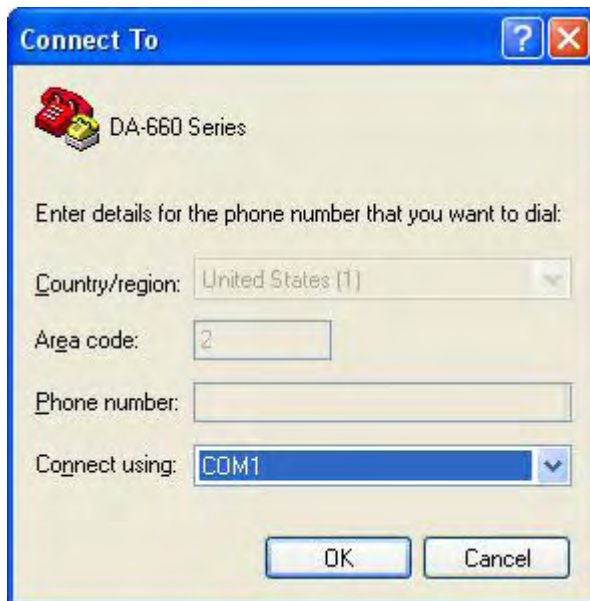 Connect To
DA-660 Series
Enter details for the phone number that you want to dial:
Country/region: United States (1)
Area code: 2
Phone number:
Connect using: COM1
OK Cancel